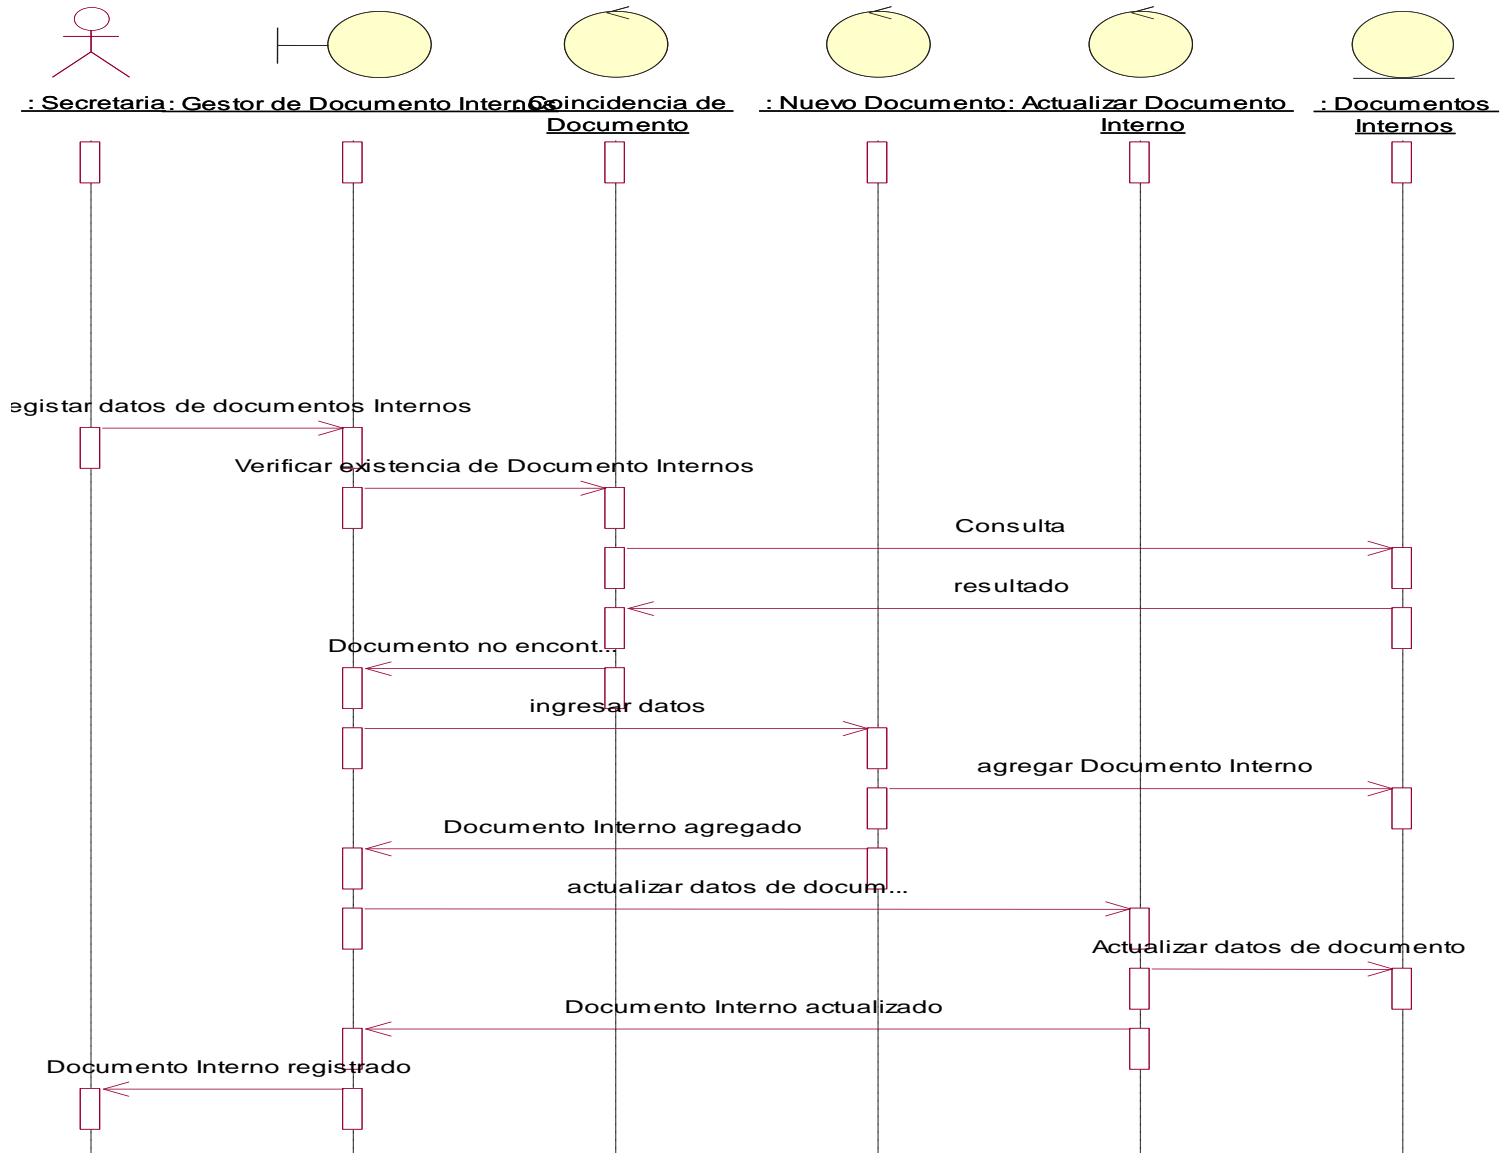 : Secretaria
: Gestor de Documento Internos
: Coincidencia de
Documento
: Nuevo Documento
: Actualizar Documento
Interno
: Documentos
Internos
egistar datos de documentos Internos
Verificar existencia de Documento Internos
Consulta
resultado
Documento no encont...
ingresar datos
agregar Documento Interno
Documento Interno agregado
actualizar datos de docum...
Actualizar datos de documento
Documento Interno actualizado
Documento Interno registrado